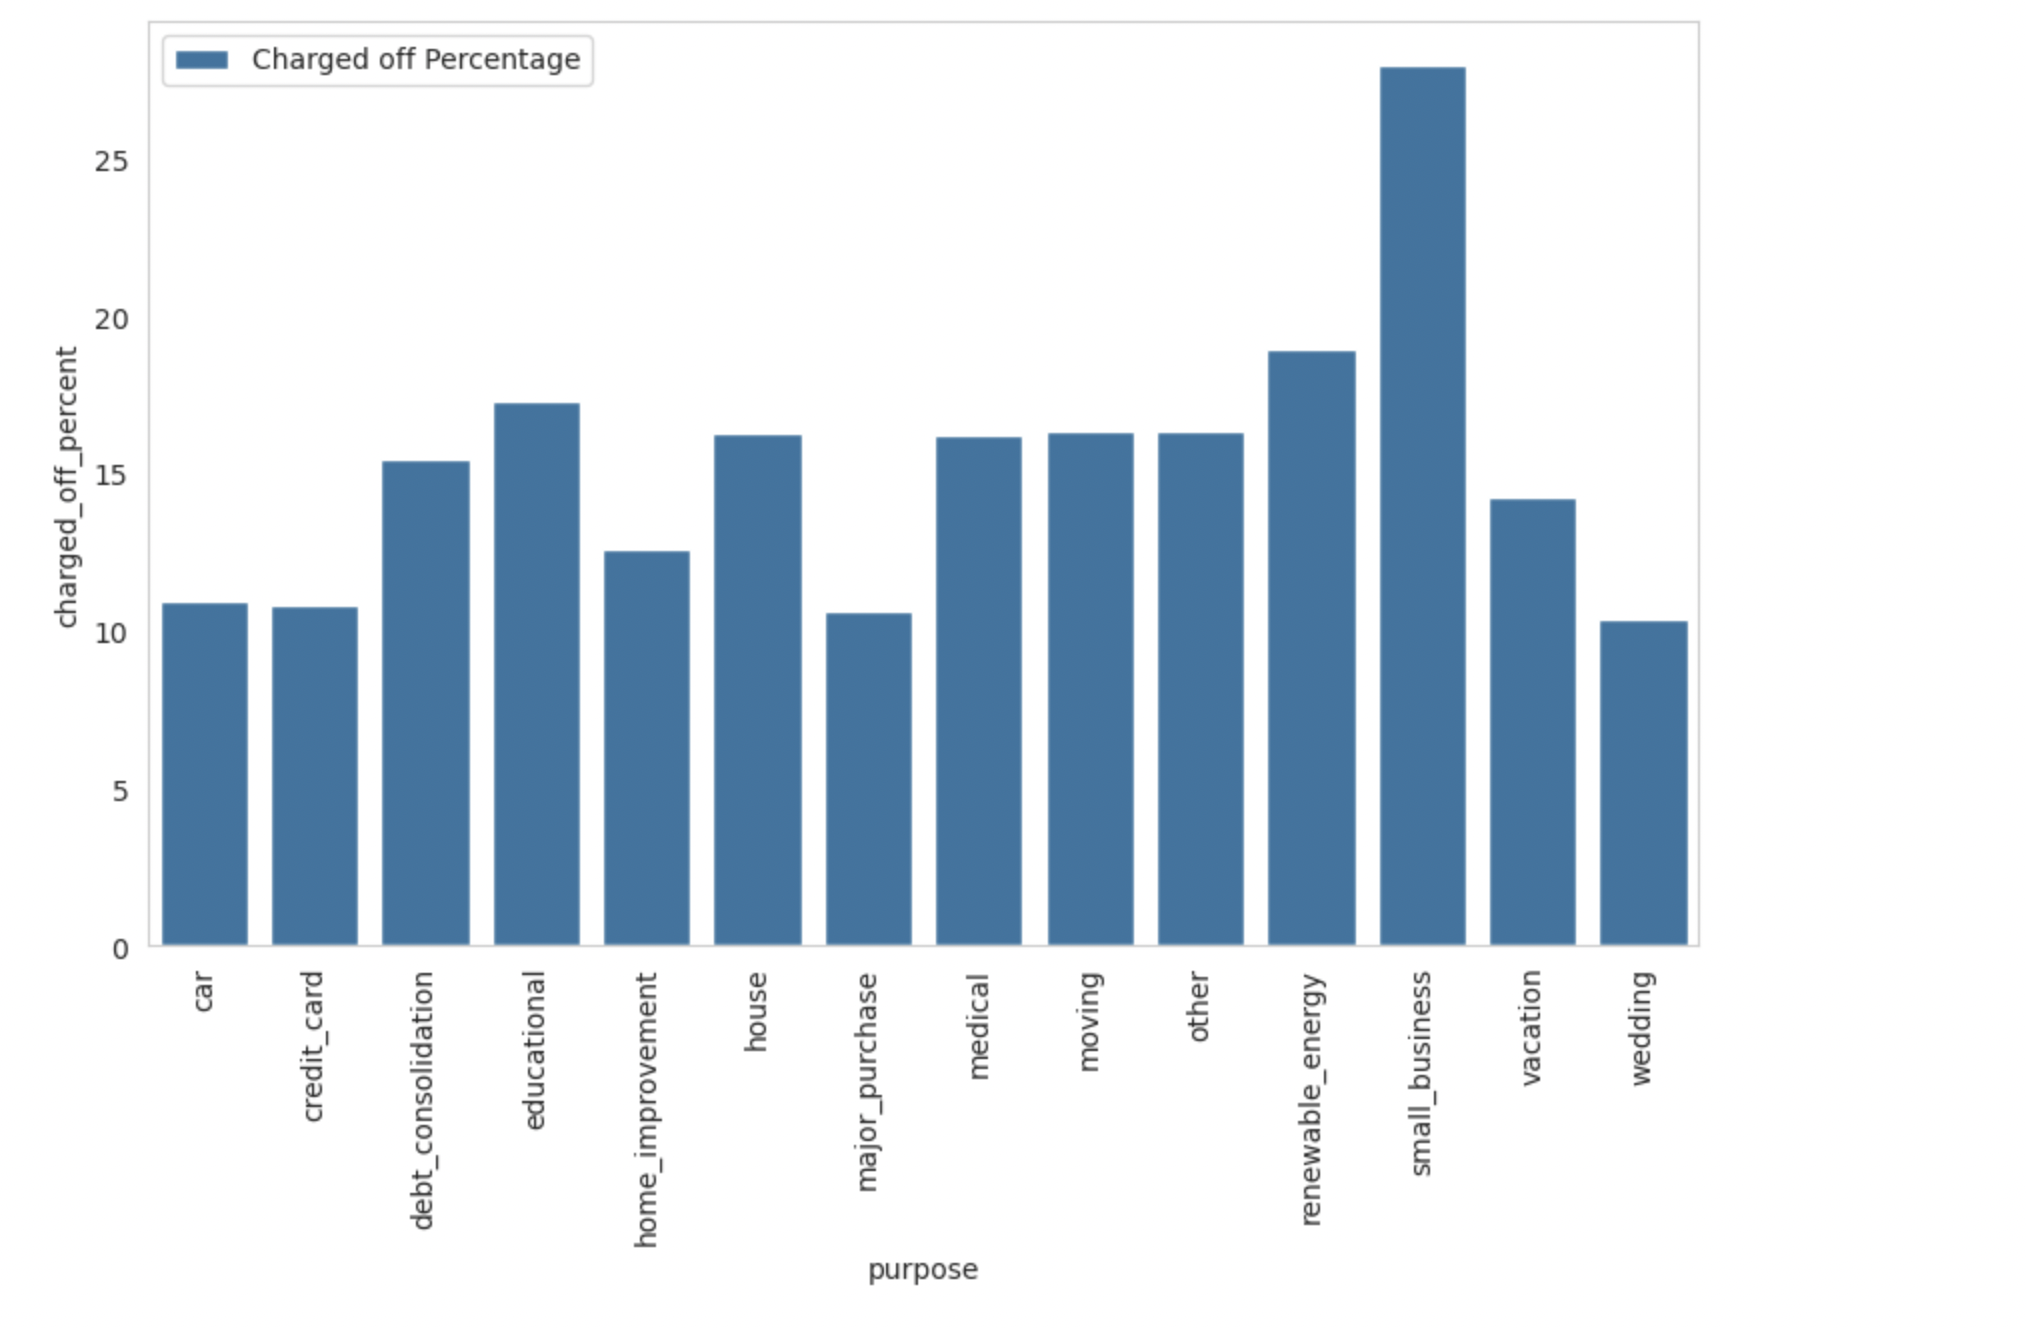 Charged off Percentage
25
20
15
10
5
0
charged_off_percent
car
credit_card
debt_consolidation
educational
home_improvement
house
major_purchase
medical
moving
other
renewable_energy
small_business
vacation
wedding
purpose